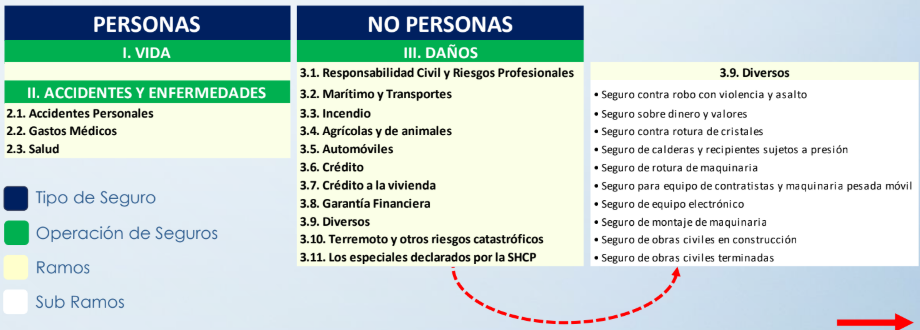 PERSONAS
I. VIDA
II. ACCIDENTES Y ENFERMEDADES
2.1. Accidentes Personales
2.2. Gastos Médicos
2.3. Salud
Tipo de Seguro
Operación de Seguros
Ramos
Sub Ramos
NO PERSONAS
III. DAÑOS
3.1. Responsabilidad Civil y Riesgos Profesionales
3.2. Marítimo y Transportes
3.3. Incendio
3.4. Agrícolas y de animales
3.5. Automóviles
3.6. Crédito
3.7. Crédito a la vivienda
3.8. Garantía Financiera
3.9. Diversos
3.10. Terremoto y otros riesgos catastróficos
3.11. Los especiales declarados por la SHCP
3.9. Diversos
• Seguro contra robo con violencia y asalto
• Seguro sobre dinero y valores
• Seguro contra rotura de cristales
• Seguro de calderas y recipientes sujetos a presión
• Seguro de rotura de maquinaria
• Seguro para equipo de contratistas y maquinaria pesada móvil
• Seguro de equipo electrónico
• Seguro de montaje de maquinaria
• Seguro de obras civiles en construcción
• Seguro de obras civiles terminadas